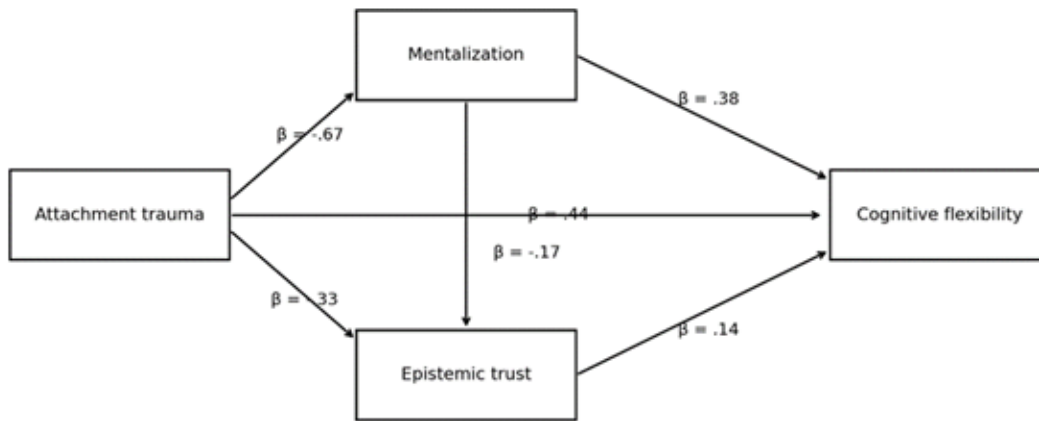 Mentalization
β = .38
β = -.67
Attachment trauma
β = .44
Cognitive flexibility
β = -.17
β = -.33
β = .14
Epistemic trust